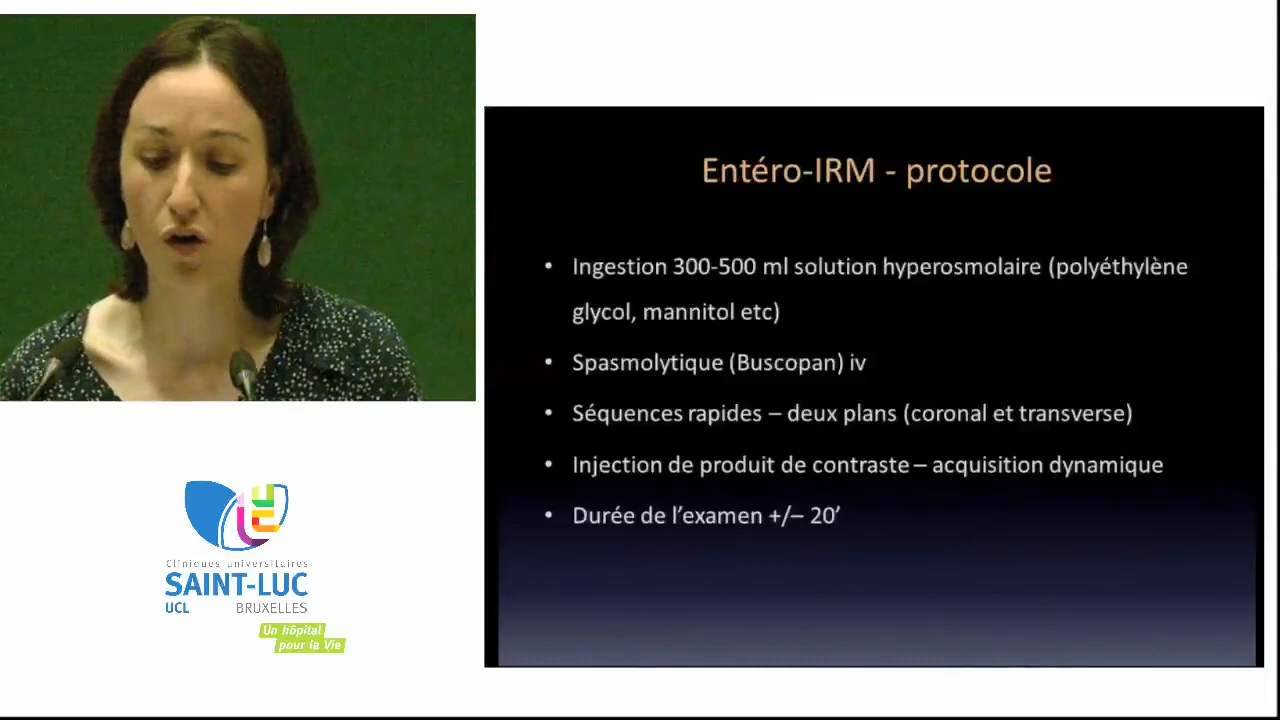 Entéro-IRM - protocole
• Ingestion 300-500 ml solution hyperosmolaire (polyéthylène
glycol, mannitol etc)
• Spasmolytique (Buscopan) iv
• Séquences rapides – deux plans (coronal et transverse)
• Injection de produit de contraste – acquisition dynamique
• Durée de l’examen +/– 20’
Cliniques universitaires
SAINT-LUC
UCL BRUXELLES
Un hôpital
pour la Vie